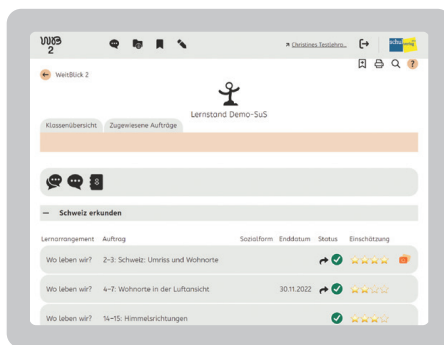 WB
2
Christines Testlehre...
schulverlag
WeitBlick 2
Lernstand Demo-SuS
Klassenübersicht Zugewiesene Aufträge
– Schweiz erkunden
Lernarrangement Auftrag Sozialform Enddatum Status Einschätzung
Wo leben wir? 2–3: Schweiz: Umriss und Wohnorte
Wo leben wir? 4–7: Wohnorte in der Luftansicht 30.11.2022
Wo leben wir? 14–15: Himmelsrichtungen